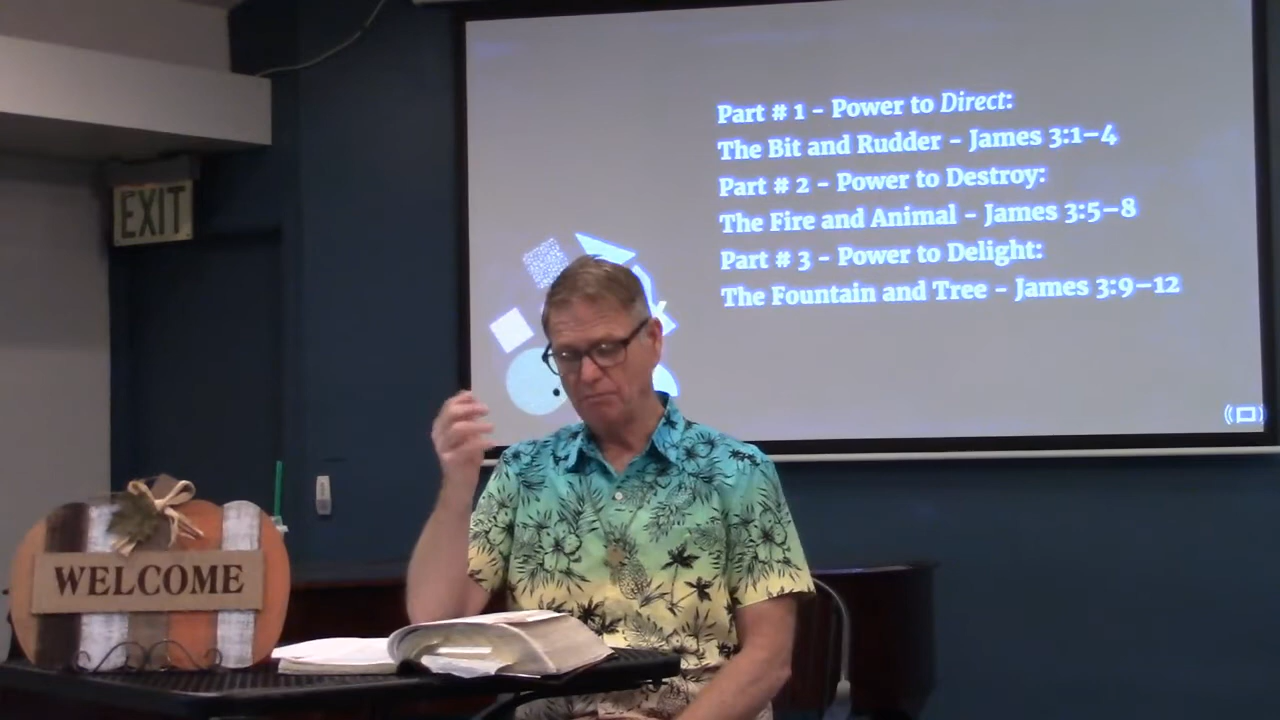 Part # 1 - Power to Direct:
The Bit and Rudder - James 3:1–4
Part # 2 - Power to Destroy:
The Fire and Animal - James 3:5–8
Part # 3 - Power to Delight:
The Fountain and Tree - James 3:9–12
EXIT
WELCOME